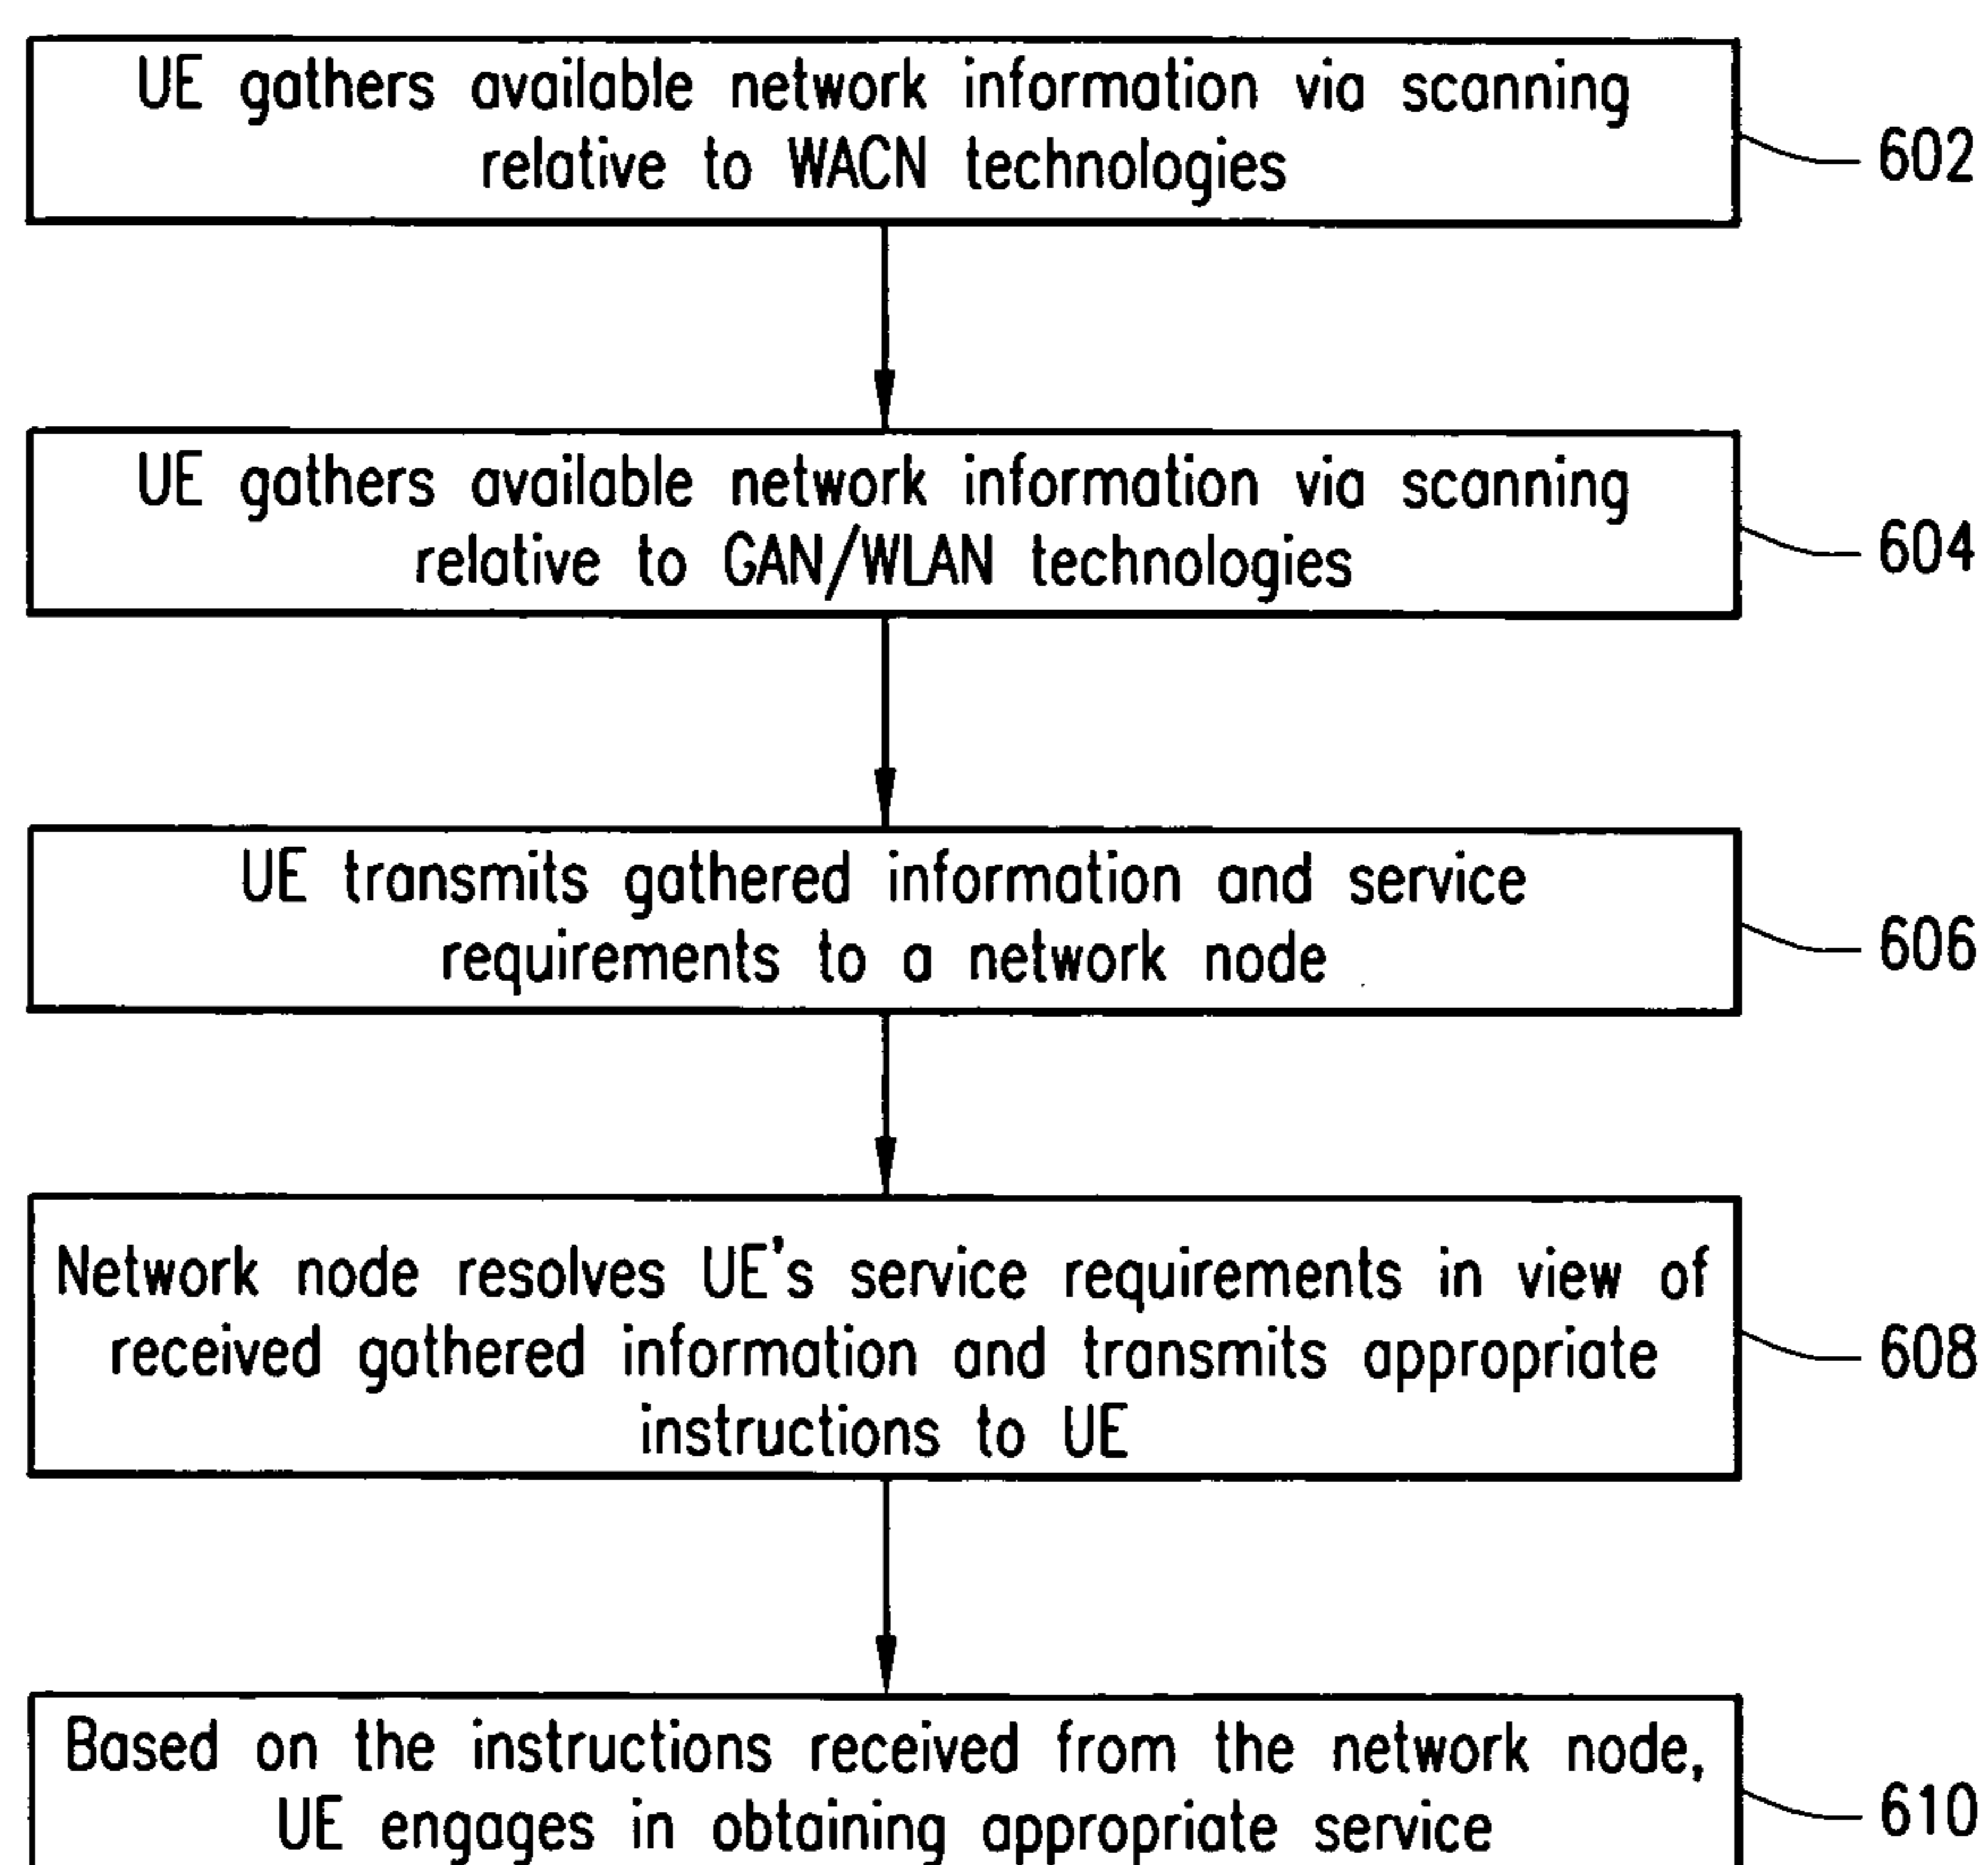 UE gathers available network information via scanning
relative to WACN technologies
602
UE gathers available network information via scanning
relative to GAN/WLAN technologies
604
UE transmits gathered information and service
requirements to a network node
606
Network node resolves UE's service requirements in view of
received gathered information and transmits appropriate
instructions to UE
608
Based on the instructions received from the network node,
UE engages in obtaining appropriate service
610